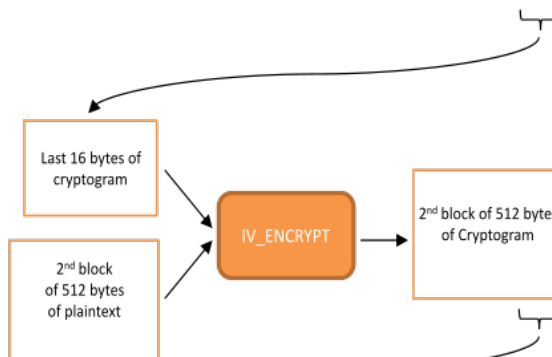 Last 16 bytes of
cryptogram
IV_ENCRYPT
2nd block of 512 byte
of Cryptogram
2nd block
of 512 bytes
of plaintext